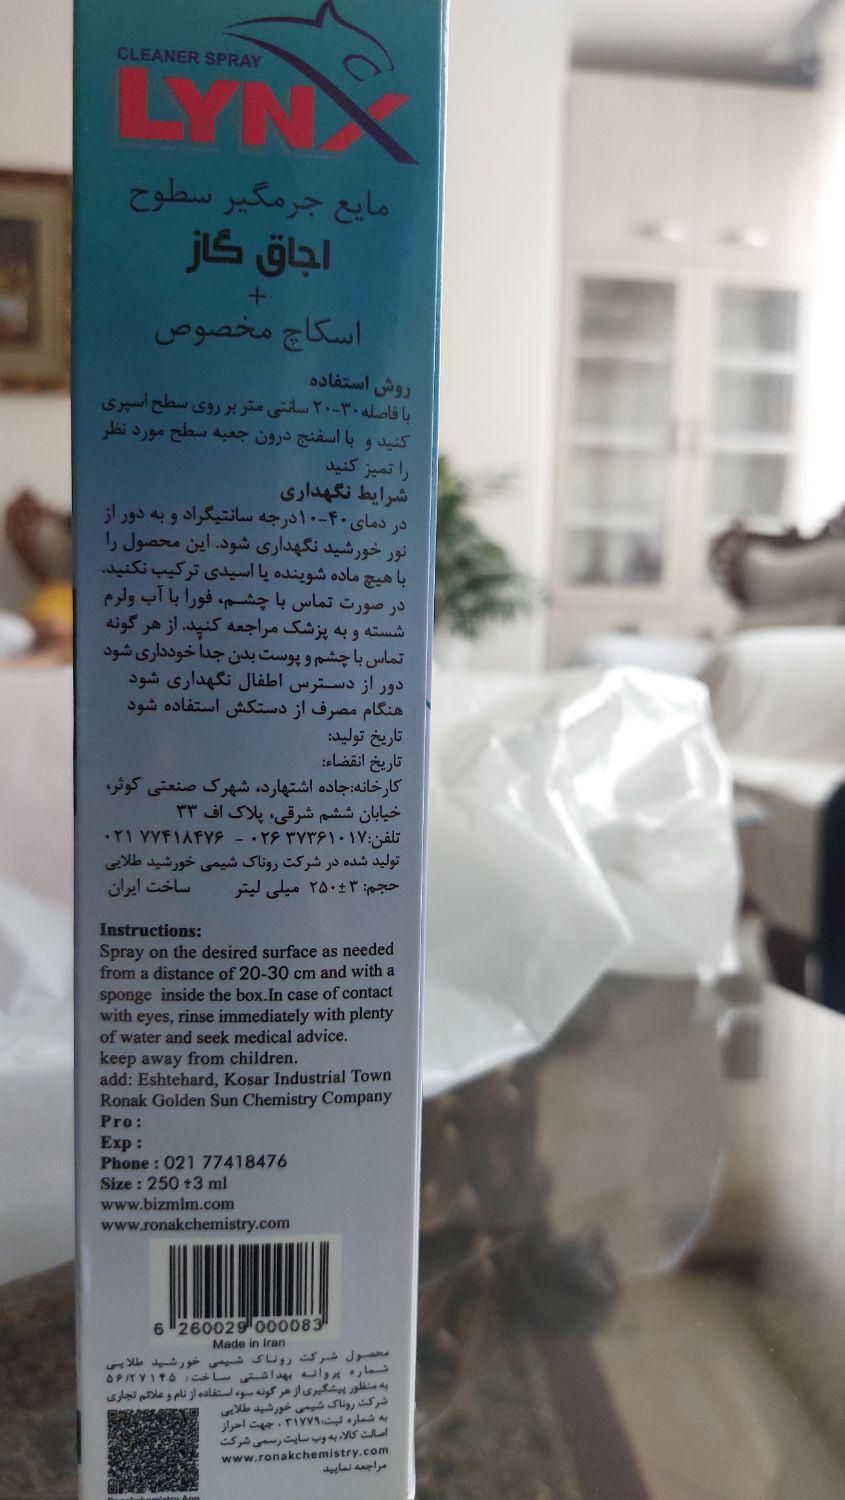 CLEANER SPRAY
LYNX
مایع جرمگیر سطوح
اجاق گاز
+
اسکاچ مخصوص
روش استفاده
با فاصله ۳۰-۲۰ سانتی متر بر روی سطح اسپری
کنید و با اسفنج درون جعبه سطح مورد نظر
را تمیز کنید
شرایط نگهداری
در دمای ۴۰-۱۰درجه سانتیگراد و به دور از
نور خورشید نگهداری شود. این محصول را
با هیچ ماده شوینده یا اسیدی ترکیب نکنید.
در صورت تماس با چشم، فورا با آب ولرم
شسته و به پزشک مراجعه کنید. از هر گونه
تماس با چشم و پوست بدن جدا خودداری شود
دور از دسترس اطفال نگهداری شود
هنگام مصرف از دستکش استفاده شود
تاریخ تولید:
تاریخ انقضاء:
کارخانه:جاده اشتهارد، شهرک صنعتی کوثر،
خیابان ششم شرقی، پلاک اف ۳۳
تلفن:۳۷۳۶۱۰۱۷ ۰۲۶ - ۷۷۴۱۸۴۷۶ ۰۲۱
تولید شده در شرکت روناک شیمی خورشید طلایی
حجم: ۳±۲۵۰ میلی لیتر ساخت ایران
Instructions:
Spray on the desired surface as needed
from a distance of 20-30 cm and with a
sponge inside the box.In case of contact
with eyes, rinse immediately with plenty
of water and seek medical advice.
keep away from children.
add: Eshtehard, Kosar Industrial Town
Ronak Golden Sun Chemistry Company
Pro :
Exp :
Phone : 021 77418476
Size : 250 ±3 ml
www.bizmlm.com
www.ronakchemistry.com
6 260029 000083
Made in Iran
محصول شرکت روناک شیمی خورشید طلایی
شماره پروانه بهداشتی ساخت: ۵۶/۲۷۱۴۵
به منظور پیشگیری از هر گونه سوء استفاده از نام و علائم تجاری
شرکت روناک شیمی خورشید طلایی
به شماره ثبت:۳۱۷۷۹ . جهت احراز
اصالت کالا، به وب سایت رسمی شرکت
www.ronakchemistry.com
مراجعه نمایید
Ronakchemistry App